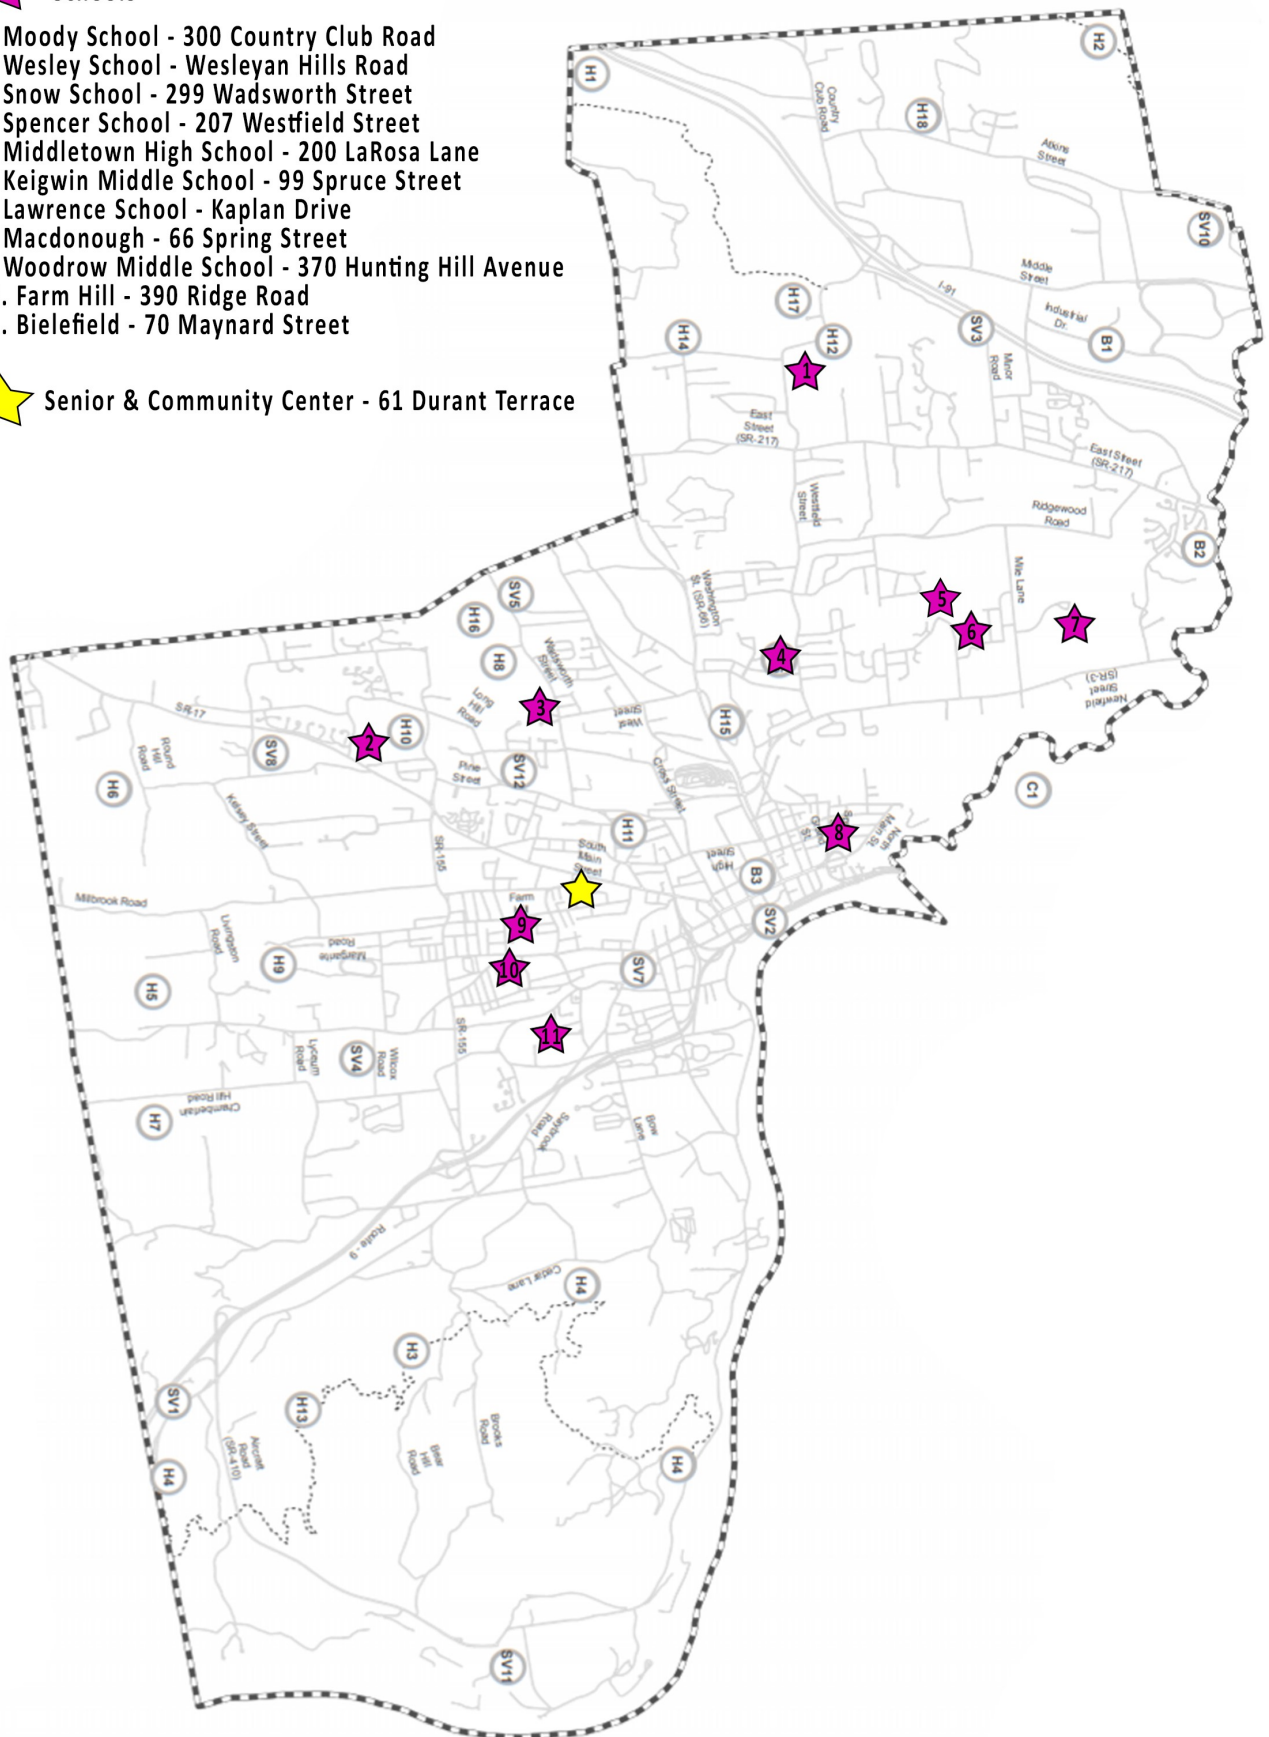 Moody School - 300 Country Club Road
Wesley School - Wesleyan Hills Road
Snow School - 299 Wadsworth Street
Spencer School - 207 Westfield Street
Middletown High School - 200 LaRosa Lane
Keigwin Middle School - 99 Spruce Street
Lawrence School - Kaplan Drive
Macdonough - 66 Spring Street
Woodrow Middle School - 370 Hunting Hill Avenue
. Farm Hill - 390 Ridge Road
. Bielefield - 70 Maynard Street
Senior & Community Center - 61 Durant Terrace
H1
H2
Country
Club Road
H18
Atkins
Street
SV10
Middle
Street
I-91
Industrial
Dr.
H17
H14
H12
SV3
B1
Minor
Road
1
East
Street
(SR-217)
East Street
(SR-217)
Westfield
Street
Ridgewood
Road
B2
Mile Lane
Washington
St. (SR-66)
5
6
7
4
Newfield
Street
(SR-3)
SV5
H16
H8
Wadsworth
Street
Long
Hill
Road
3
West
Street
H15
SR-17
2
H10
SV8
Round
Hill
Road
H6
Pine
Street
SV12
Cross Street
C1
Kelsey Street
H11
8
St.
North
Main St.
SR-155
South
Main
Street
High
Street
B3
Millbrook Road
Farm
9
SV2
Livingston
Road
H9
Margarite
Road
10
SV7
H5
11
SR-155
Lyceum
Road
SV4
Wilcox
Road
Chamberlain
Hill Road
H7
Saybrook
Road
Bow
Lane
Route - 9
Cedar Lane
H4
H3
SV1
H13
Aircraft
Road
(SR-410)
Bear
Hill
Road
Brooks
Road
H4
H4
SV11